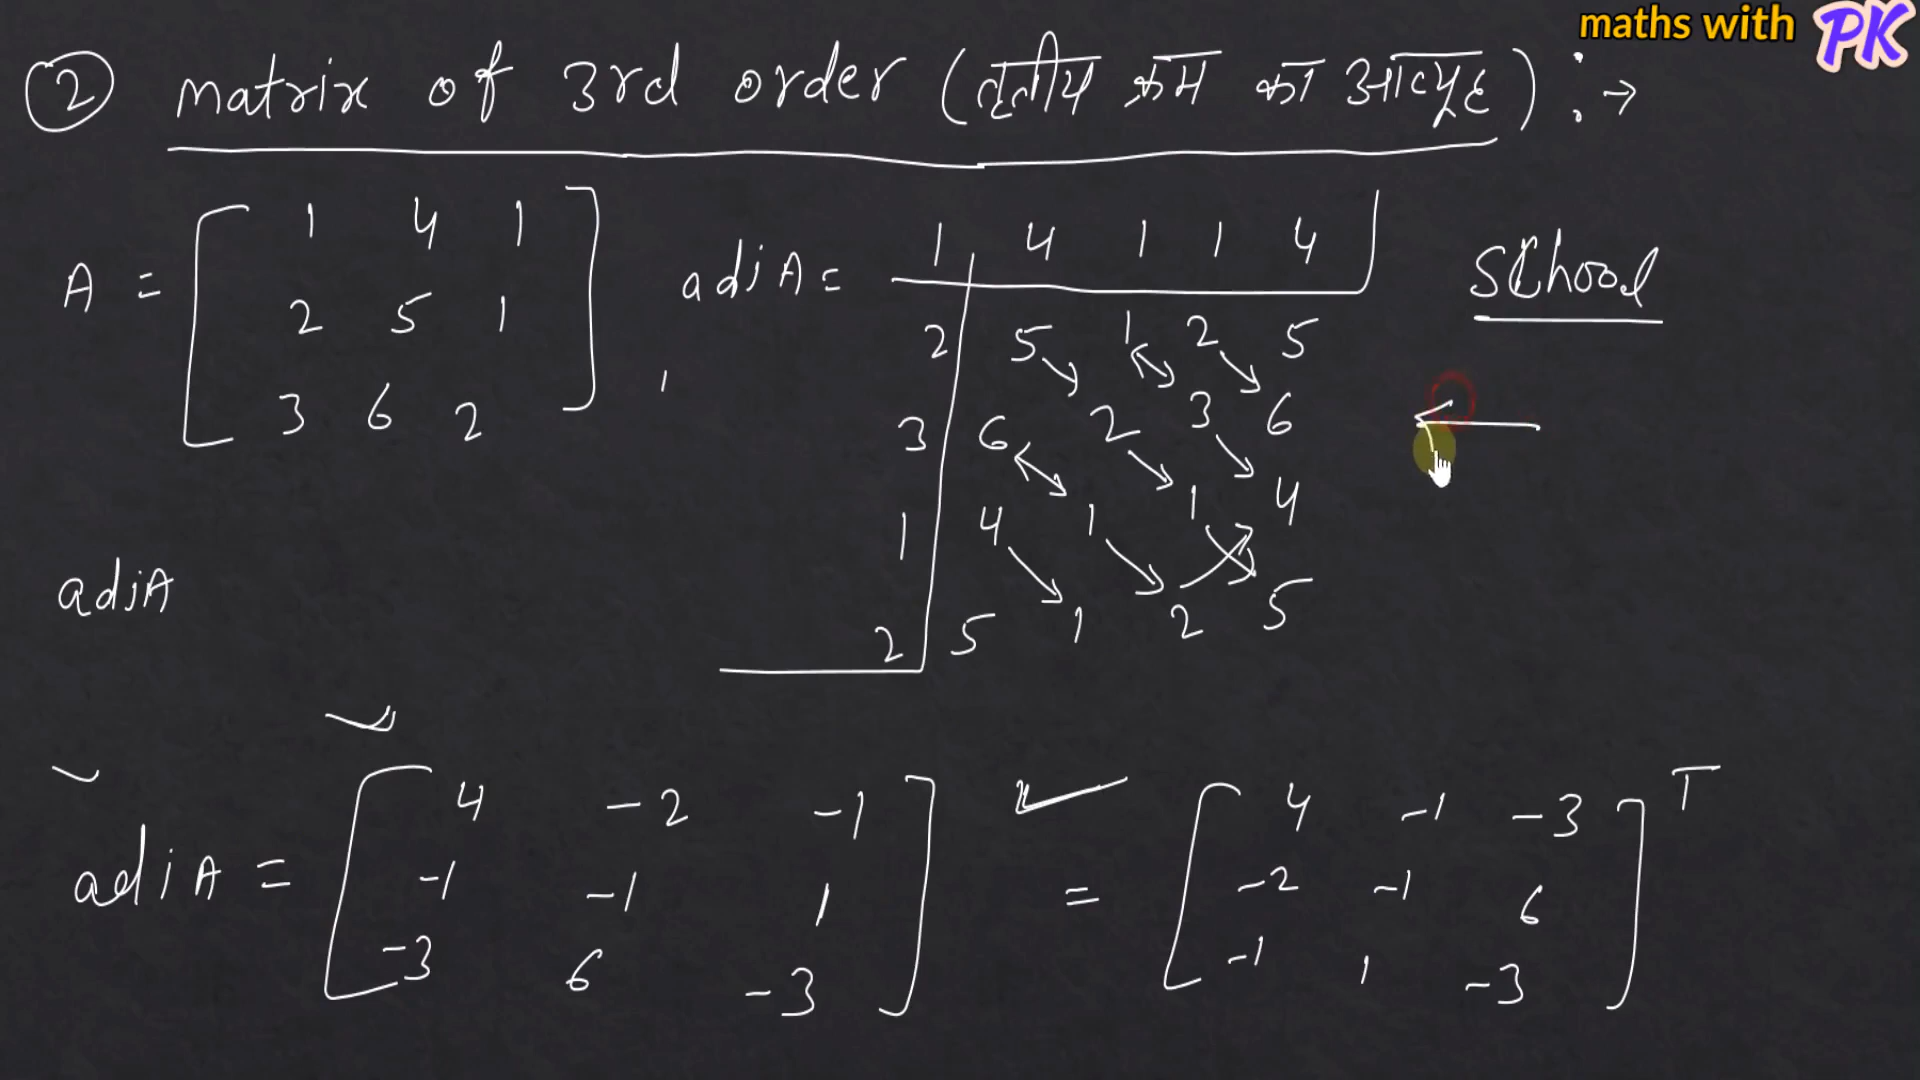 maths with PK
② matrix of 3rd order (तृतीय क्रम का आव्यूह) :→
A = [ 1 4 1
2 5 1
3 6 2 ] ,
adjA = 1 4 1 1 4
2 5 1 2 5
3 6 2 3 6
1 4 1 1 4
2 5 1 2 5
School
adjA
adjA = [ 4 -2 -1
-1 -1 1
-3 6 -3 ]
= [ 4 -1 -3
-2 -1 6
-1 1 -3 ]ᵀ